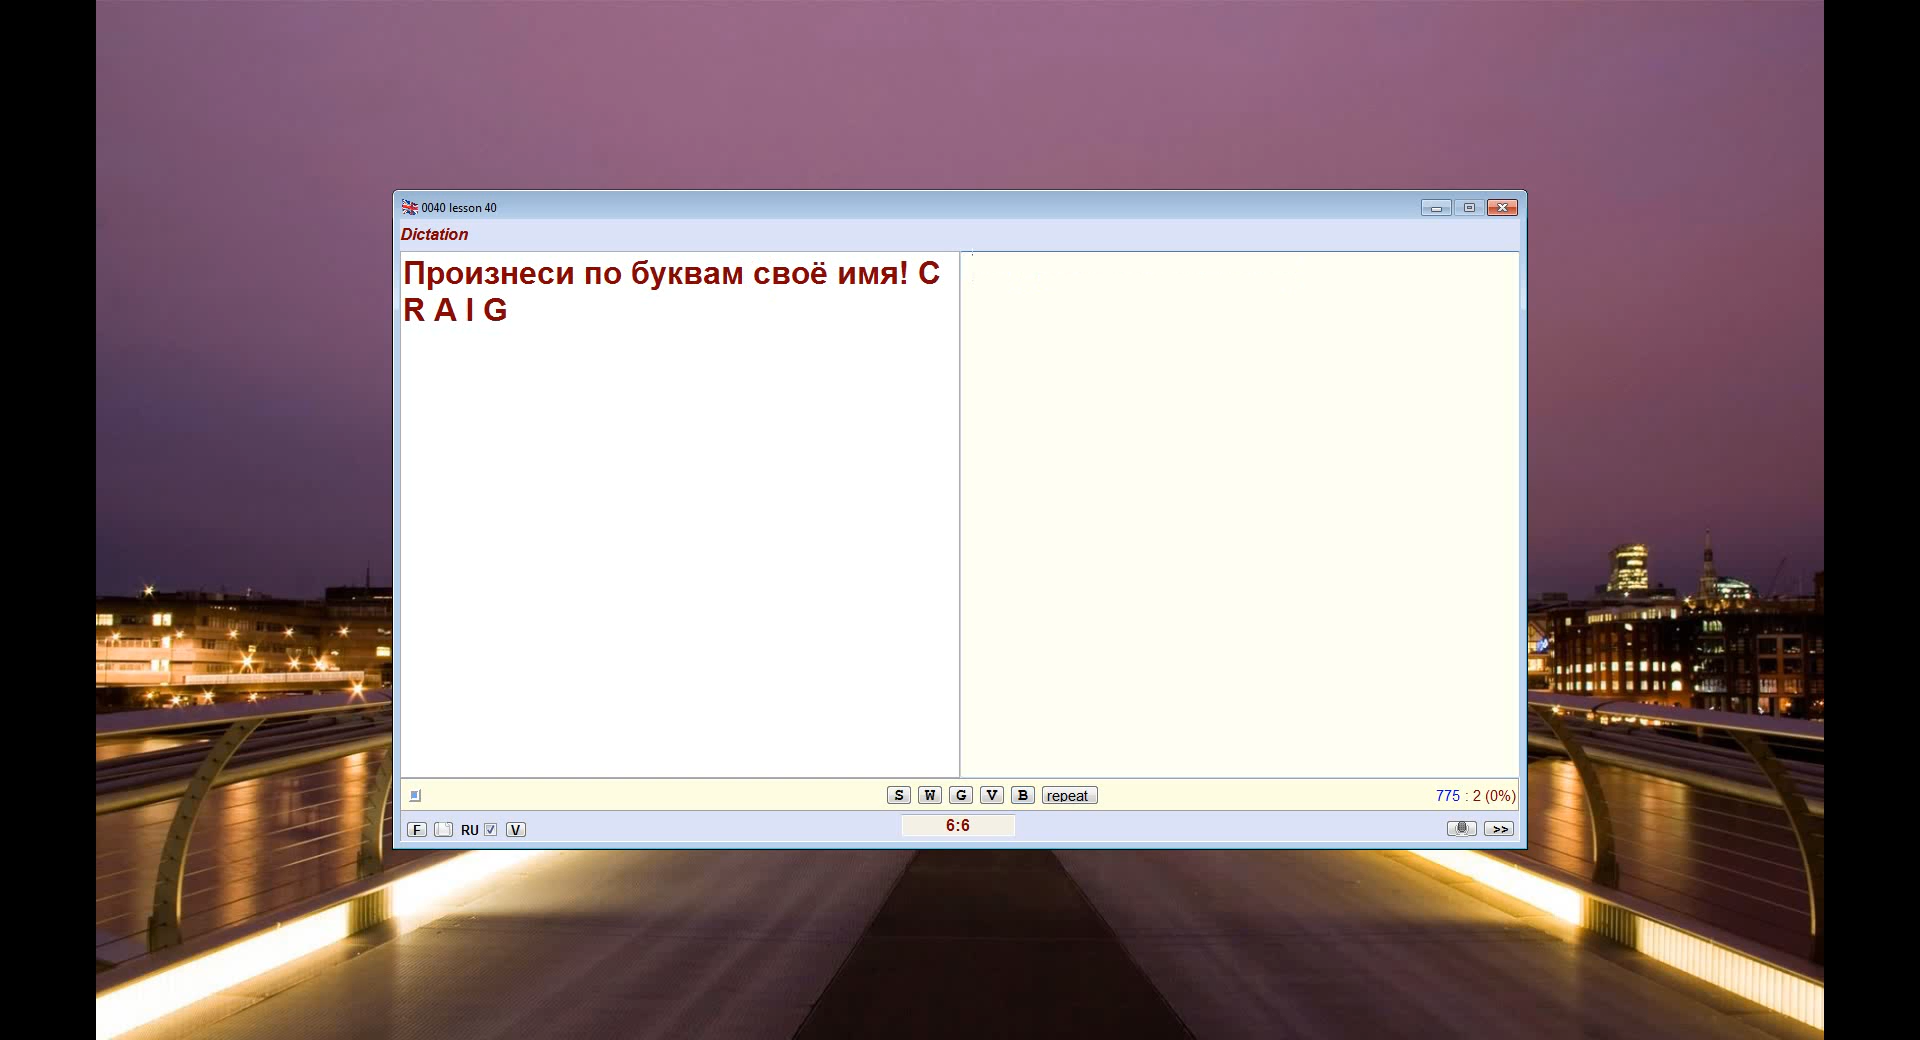 0040 lesson 40
Dictation
Произнеси по буквам своё имя! C
R A I G
S W G V B repeat
775 : 2 (0%)
F RU V
6:6
>>